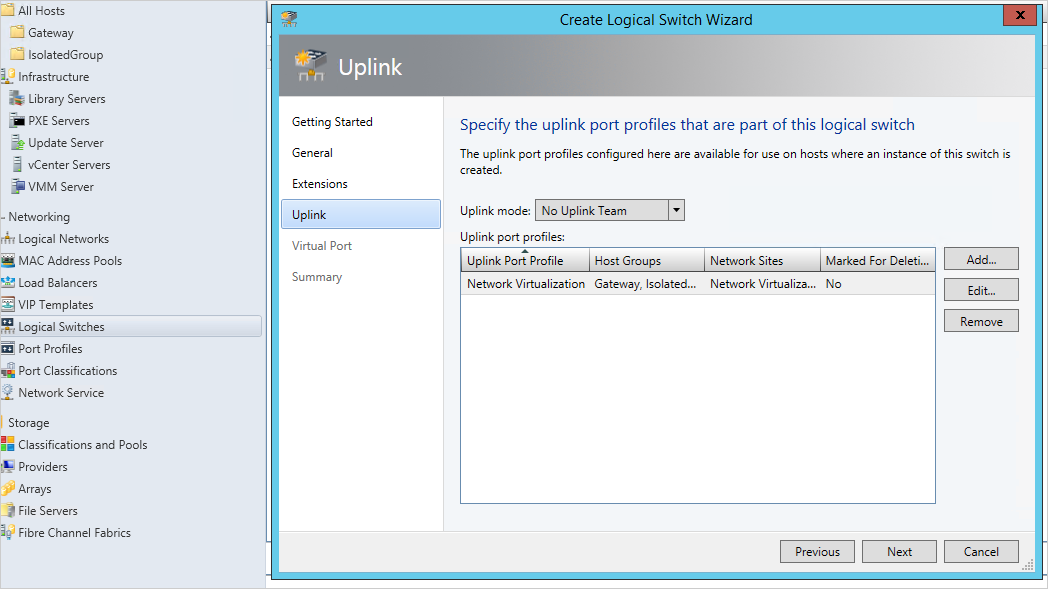 All Hosts
Gateway
IsolatedGroup
Infrastructure
Library Servers
PXE Servers
Update Server
vCenter Servers
VMM Server
Networking
Logical Networks
MAC Address Pools
Load Balancers
VIP Templates
Logical Switches
Port Profiles
Port Classifications
Network Service
Storage
Classifications and Pools
Providers
Arrays
File Servers
Fibre Channel Fabrics
Create Logical Switch Wizard
x
Uplink
Getting Started
General
Extensions
Uplink
Virtual Port
Summary
Specify the uplink port profiles that are part of this logical switch
The uplink port profiles configured here are available for use on hosts where an instance of this switch is
created.
Uplink mode: No Uplink Team
Uplink port profiles:
Uplink Port Profile Host Groups Network Sites Marked For Deleti...
Network Virtualization Gateway, Isolated... Network Virtualiza... No
Add...
Edit...
Remove
Previous Next Cancel